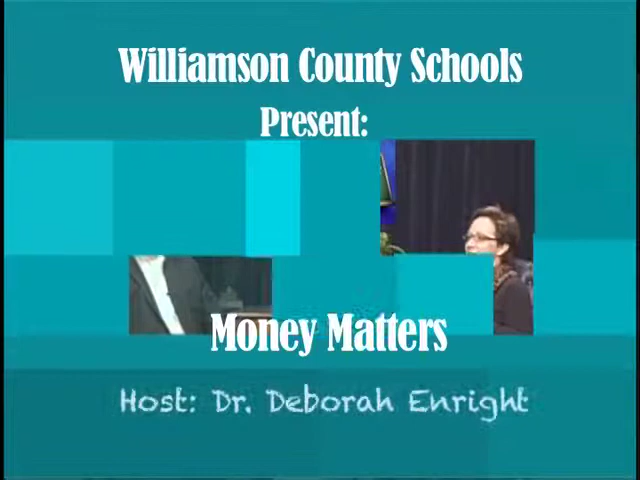 Williamson County Schools
Present:
Money Matters
Host: Dr. Deborah Enright